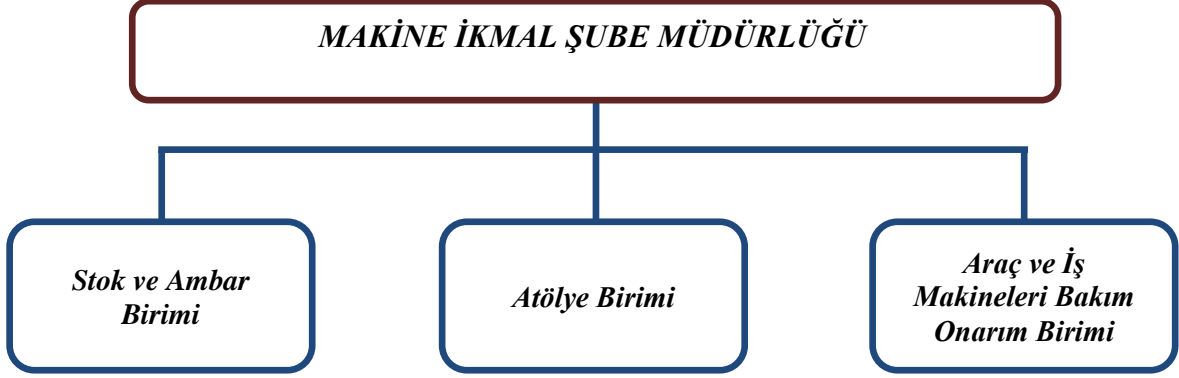 MAKİNE İKMAL ŞUBE MÜDÜRLÜĞÜ
Stok ve Ambar
Birimi
Atölye Birimi
Araç ve İş
Makineleri Bakım
Onarım Birimi